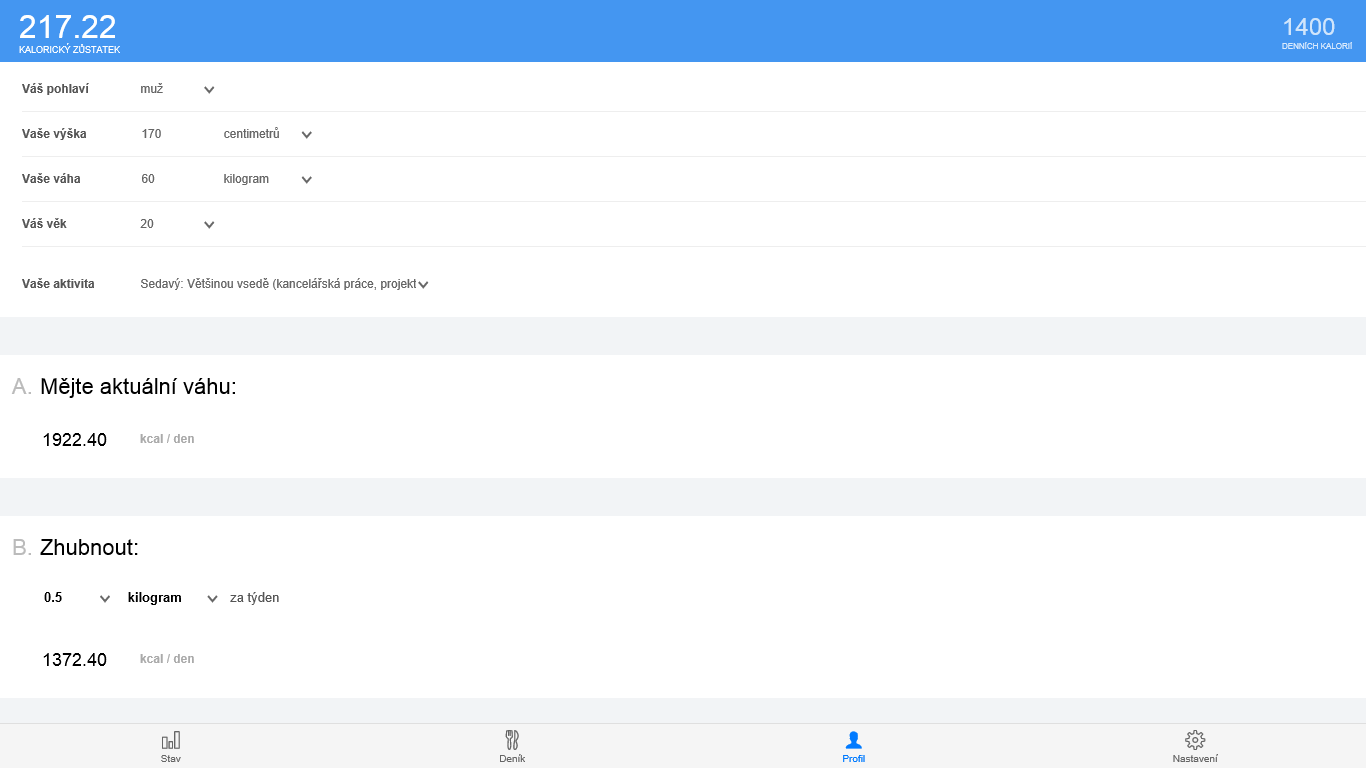 217.22
KALORICKÝ ZŮSTATEK
1400
DENNÍCH KALORIÍ
Váš pohlaví muž
Vaše výška 170 centimetrů
Vaše váha 60 kilogram
Váš věk 20
Vaše aktivita Sedavý: Většinou vsedě (kancelářská práce, projekt
A. Mějte aktuální váhu:
1922.40 kcal / den
B. Zhubnout:
0.5 kilogram za týden
1372.40 kcal / den
Stav Deník Profil Nastavení